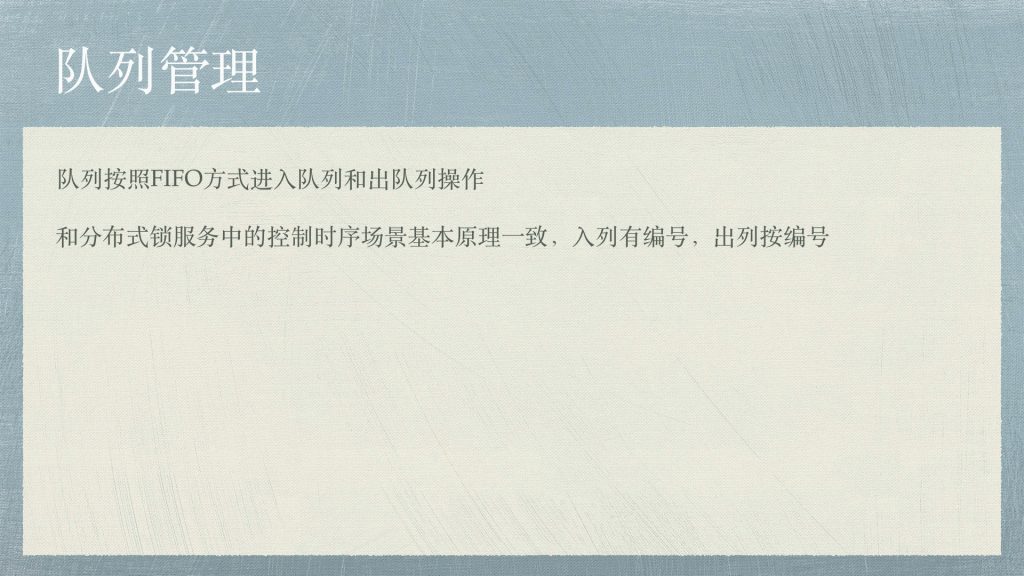 队列管理
队列按照FIFO方式进入队列和出队列操作
和分布式锁服务中的控制时序场景基本原理一致，入列有编号，出列按编号